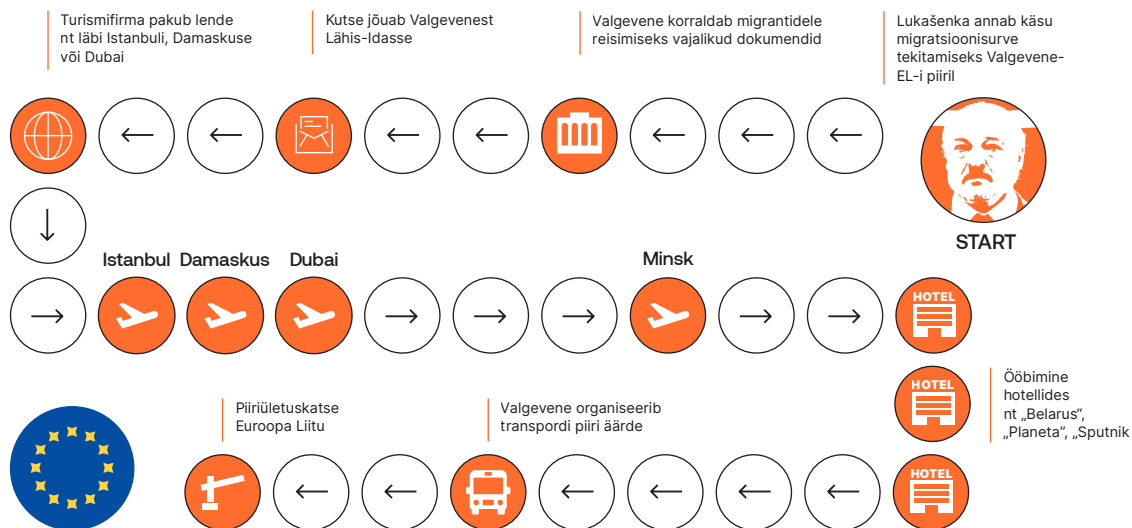 Turismifirma pakub lende
nt läbi Istanbuli, Damaskuse
või Dubai
Kutse jõuab Valgevenest
Lähis-Idasse
Valgevene korraldab migrantidele
reisimiseks vajalikud dokumendid
Lukašenka annab käsu
migratsioonisurve
tekitamiseks Valgevene-
EL-i piiril
START
Istanbul
Damaskus
Dubai
Minsk
HOTEL
HOTEL
Ööbimine
hotellides
nt „Belarus“,
„Planeta“, „Sputnik
Piiriületuskatse
Euroopa Liitu
Valgevene organiseerib
transpordi piiri äärde
HOTEL